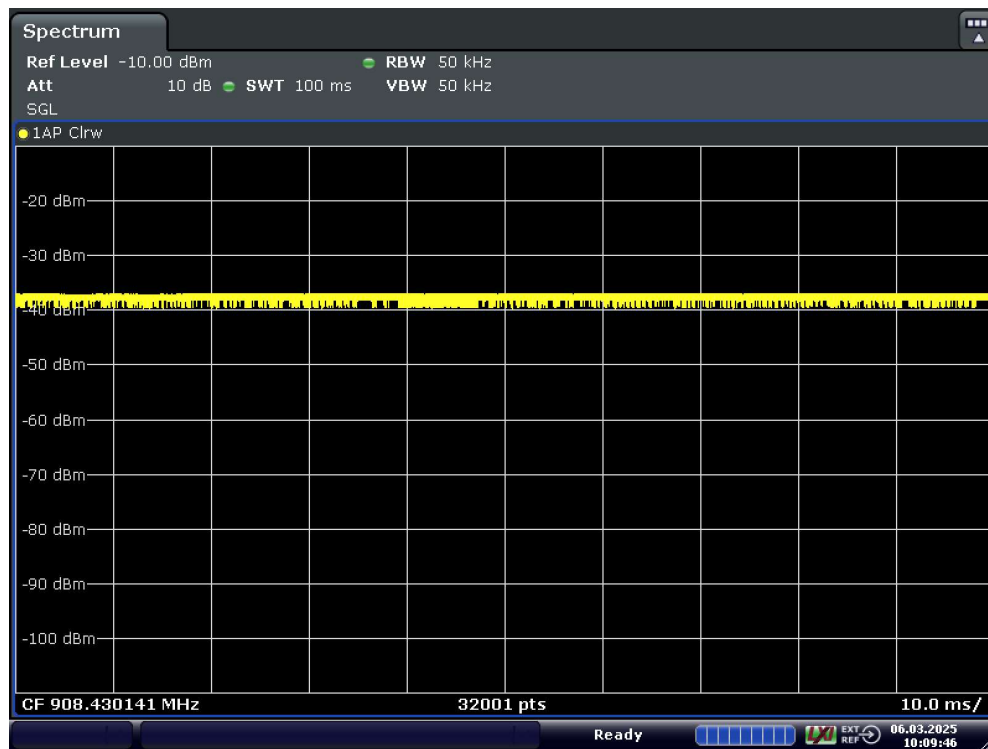 Spectrum
Ref Level -10.00 dBm RBW 50 kHz
Att 10 dB SWT 100 ms VBW 50 kHz
SGL
1AP Clrw
-20 dBm
-30 dBm
-40 dBm
-50 dBm
-60 dBm
-70 dBm
-80 dBm
-90 dBm
-100 dBm
CF 908.430141 MHz 32001 pts 10.0 ms/
Ready LXI EXT REF 06.03.2025
10:09:46